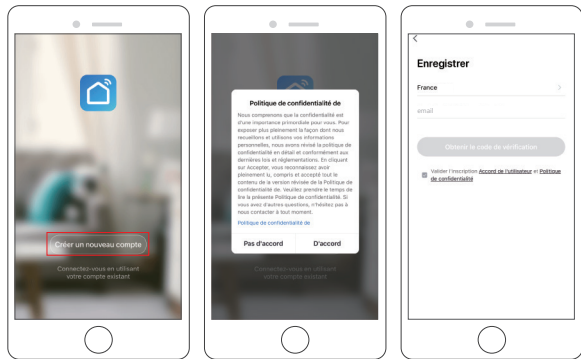 Créer un nouveau compte
Connectez-vous en utilisant
votre compte existant
Politique de confidentialité de
Nous comprenons que la confidentialité est
d'une importance primordiale pour vous. Pour
exposer plus pleinement la façon dont nous
recueillons et utilisons vos informations
personnelles, nous avons révisé la politique de
confidentialité en détail et conformément aux
dernières lois et réglementations. En cliquant
sur Accepter, vous reconnaissez avoir
pleinement lu, compris et accepté tout le
contenu de la version révisée de la Politique de
confidentialité de. Veuillez prendre le temps de
lire la présente Politique de confidentialité. Si
vous avez d'autres questions, n'hésitez pas à
nous contacter à tout moment.
Politique de confidentialité de
Pas d'accord
D'accord
Connectez-vous en utilisant
votre compte existant
Enregistrer
France
email
Obtenir le code de vérification
Valider l'inscription Accord de l'utilisateur et Politique
de confidentialité